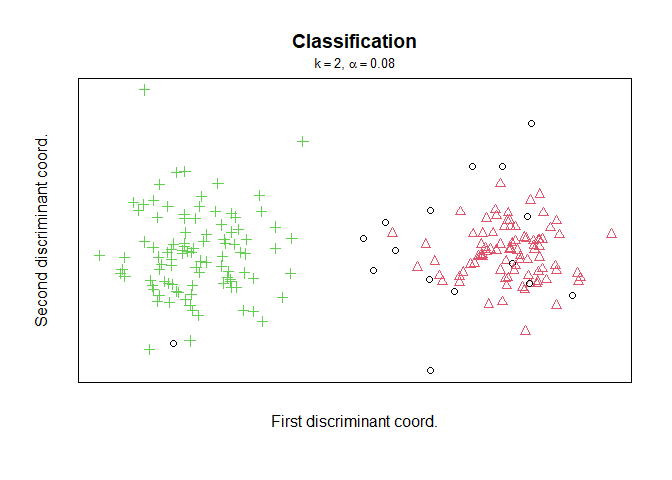 Classification
k = 2, α = 0.08
Second discriminant coord.
First discriminant coord.